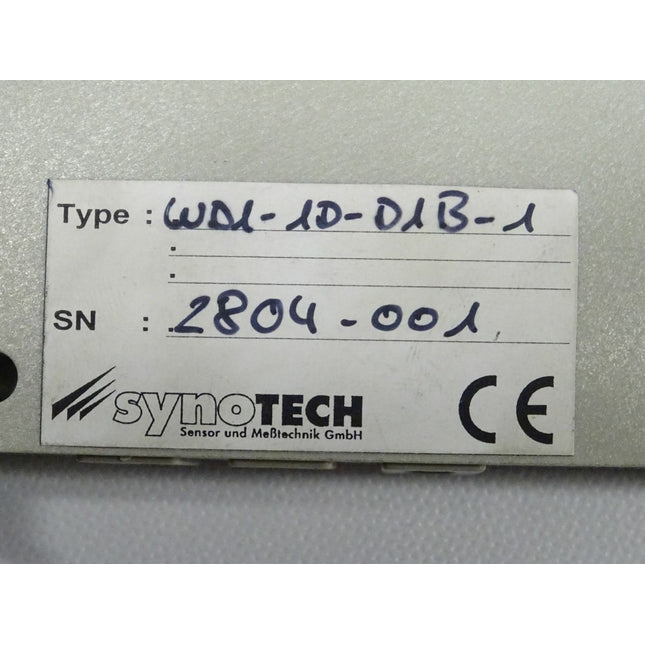 Type : WD1-1D-D1B-1
:
:
SN : 2804-001
synoTECH
Sensor und Meßtechnik GmbH
CE